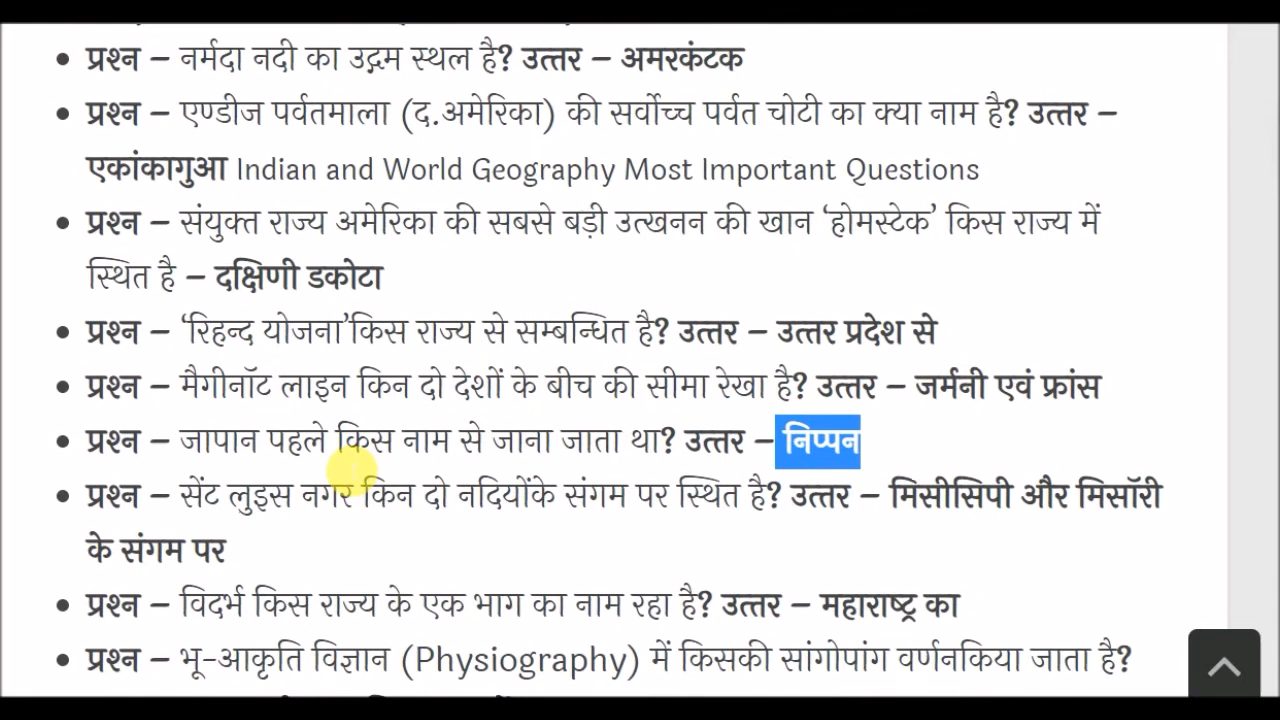 प्रश्न – नर्मदा नदी का उद्गम स्थल है? उत्तर – अमरकंटक
प्रश्न – एण्डीज पर्वतमाला (द.अमेरिका) की सर्वोच्च पर्वत चोटी का क्या नाम है? उत्तर –
एकांकागुआ Indian and World Geography Most Important Questions
प्रश्न – संयुक्त राज्य अमेरिका की सबसे बड़ी उत्खनन की खान ‘होमस्टेक’ किस राज्य में
स्थित है – दक्षिणी डकोटा
प्रश्न – ‘रिहन्द योजना’किस राज्य से सम्बन्धित है? उत्तर – उत्तर प्रदेश से
प्रश्न – मैगीनॉट लाइन किन दो देशों के बीच की सीमा रेखा है? उत्तर – जर्मनी एवं फ्रांस
प्रश्न – जापान पहले किस नाम से जाना जाता था? उत्तर – निप्पन
प्रश्न – सेंट लुइस नगर किन दो नदियोंके संगम पर स्थित है? उत्तर – मिसीसिपी और मिसॉरी
के संगम पर
प्रश्न – विदर्भ किस राज्य के एक भाग का नाम रहा है? उत्तर – महाराष्ट्र का
प्रश्न – भू-आकृति विज्ञान (Physiography) में किसकी सांगोपांग वर्णनकिया जाता है?